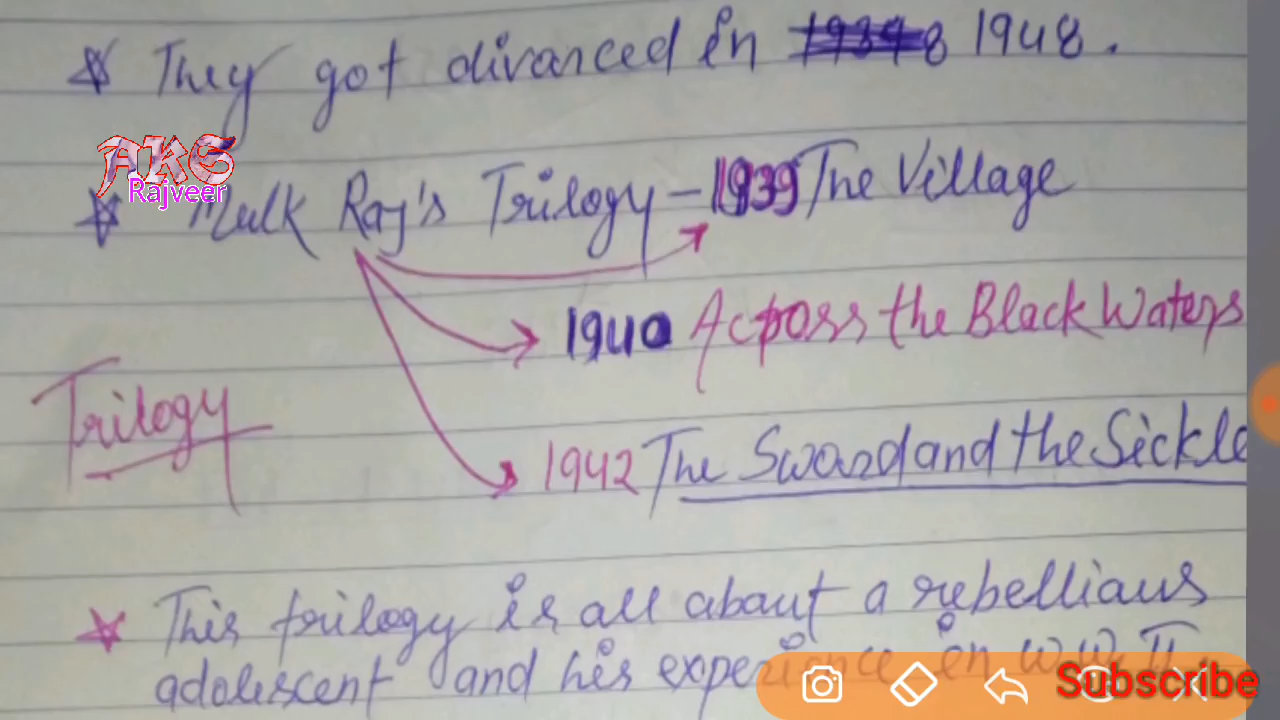 They got divorced in 1948.
AKS
Rajveer
Mulk Raj's Trilogy - 1939 The Village
1940 Across the Black Waters
Trilogy
1942 The Sword and the Sickle
This trilogy is all about a rebellious
adolescent and his experience in W.W. II
Subscribe